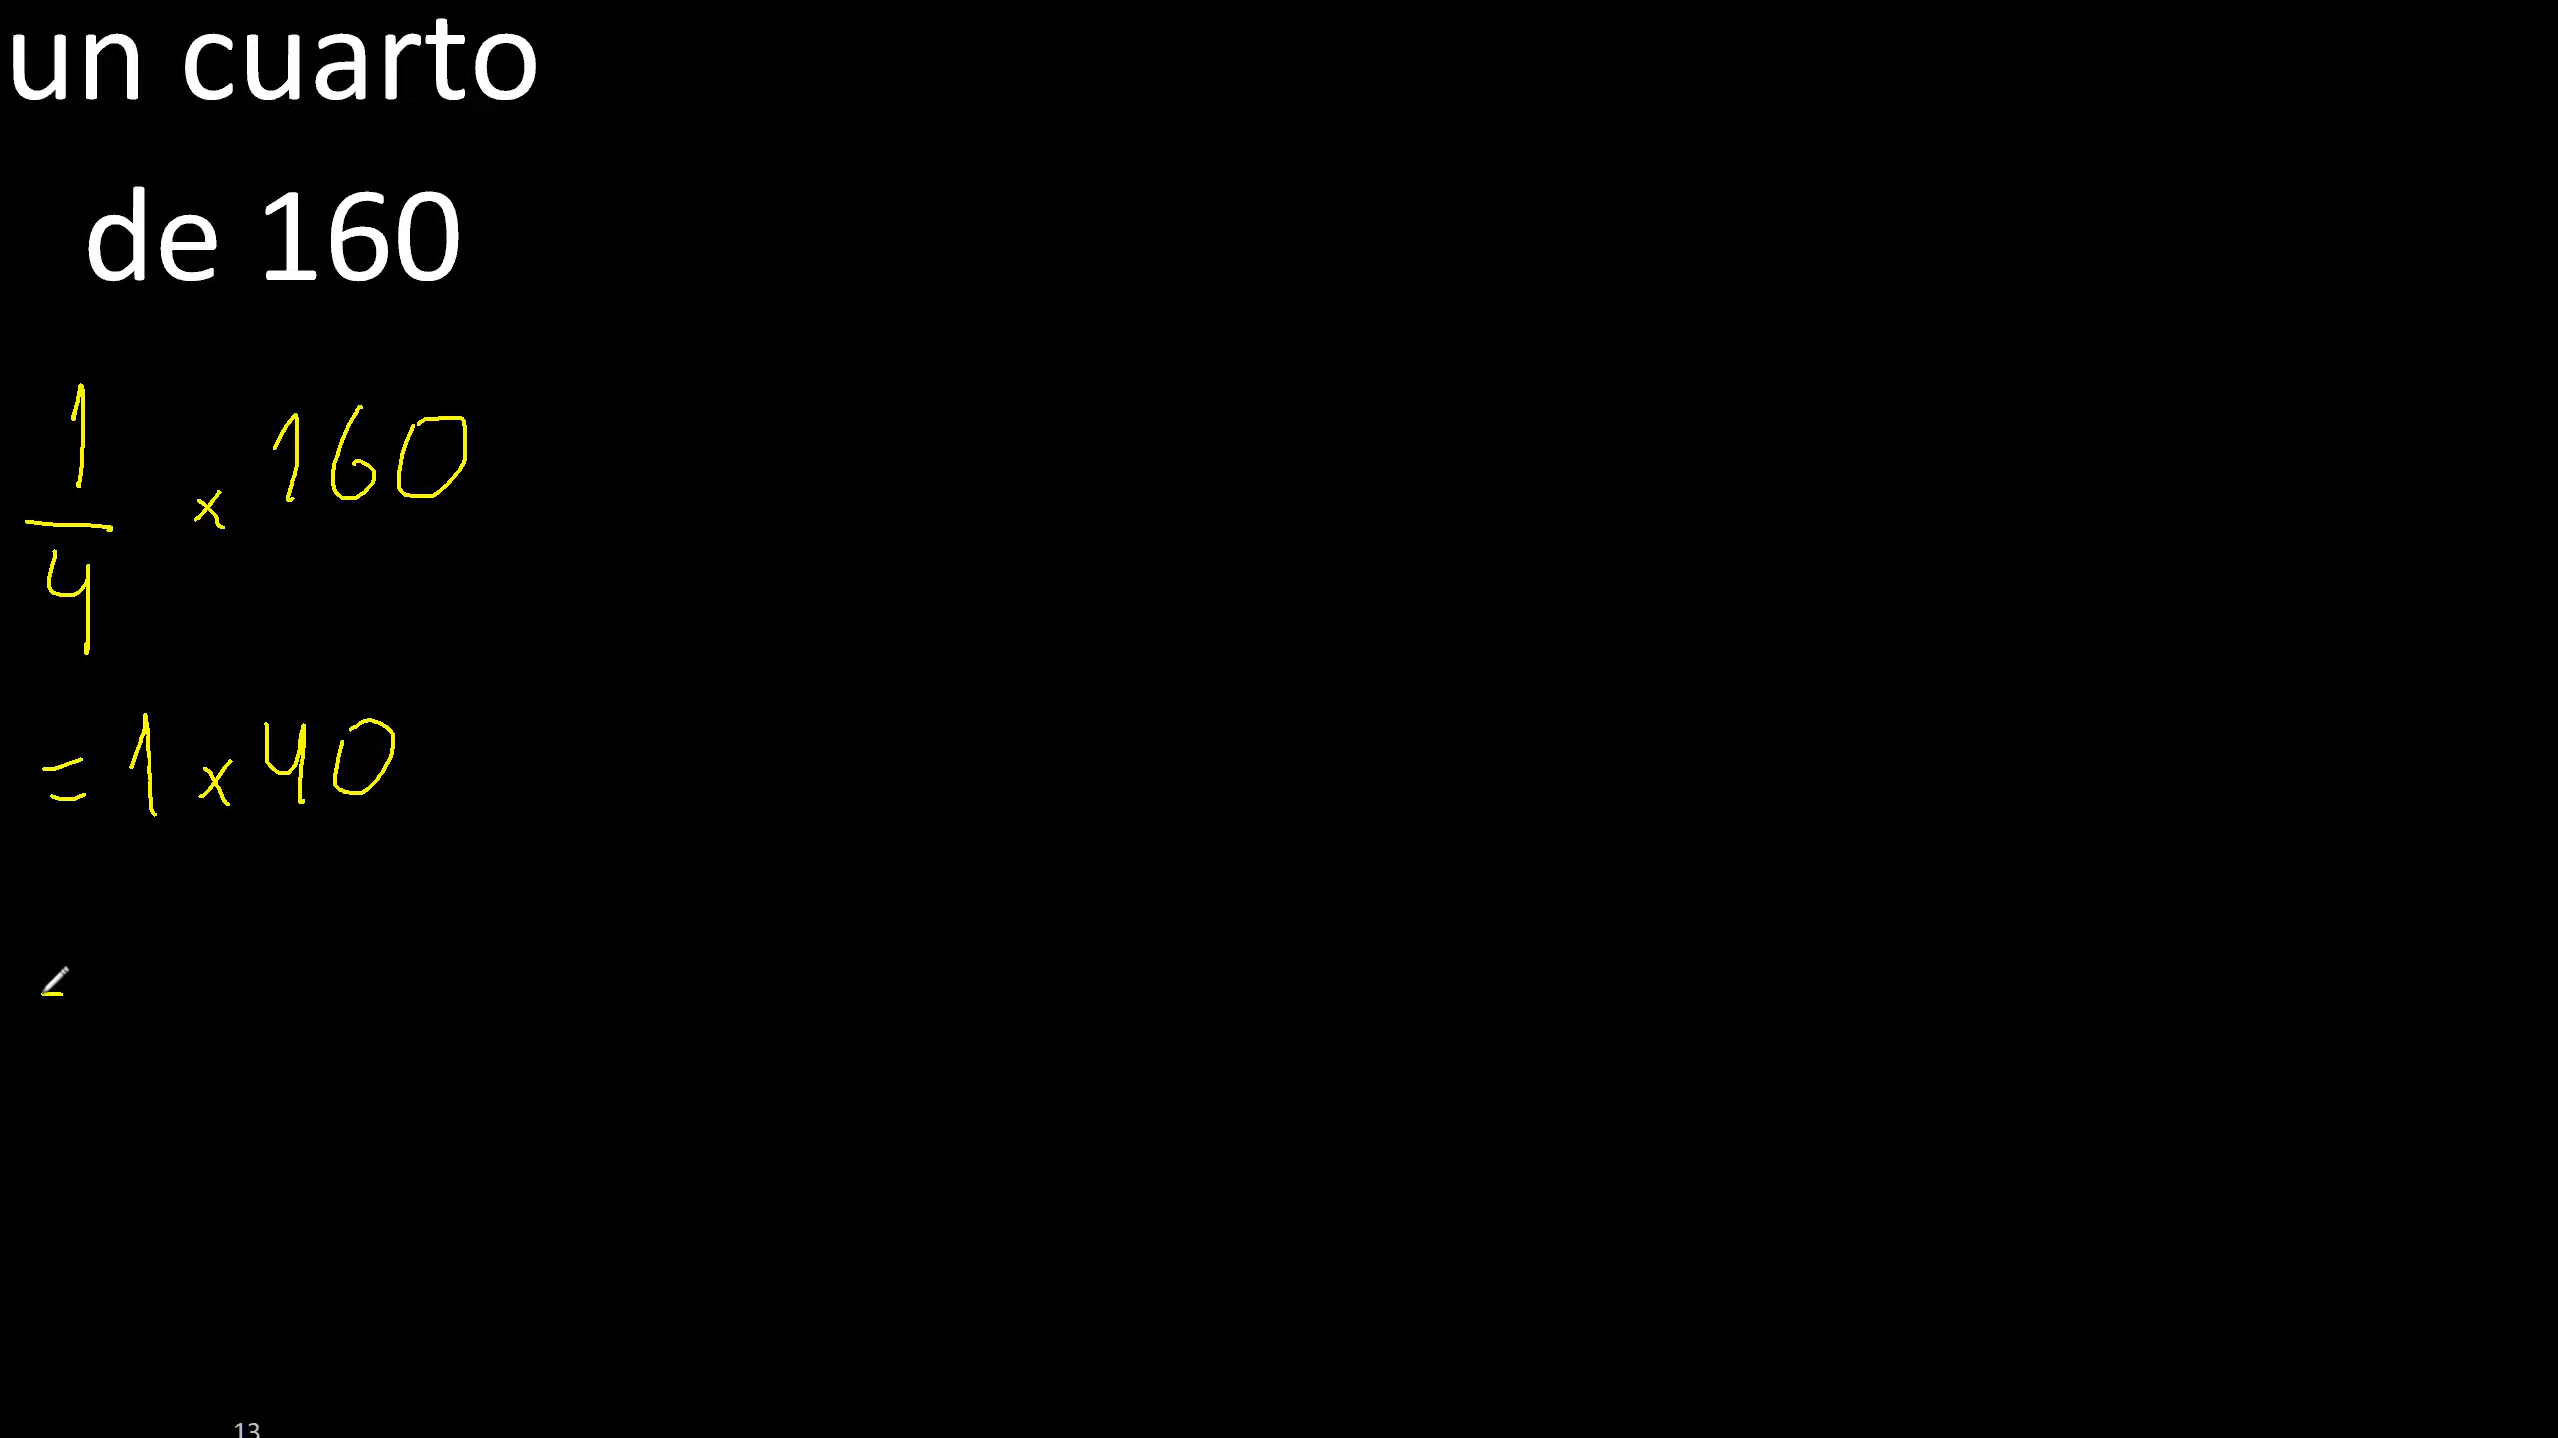 un cuarto
de 160
1/4 × 160
= 1 × 40
13